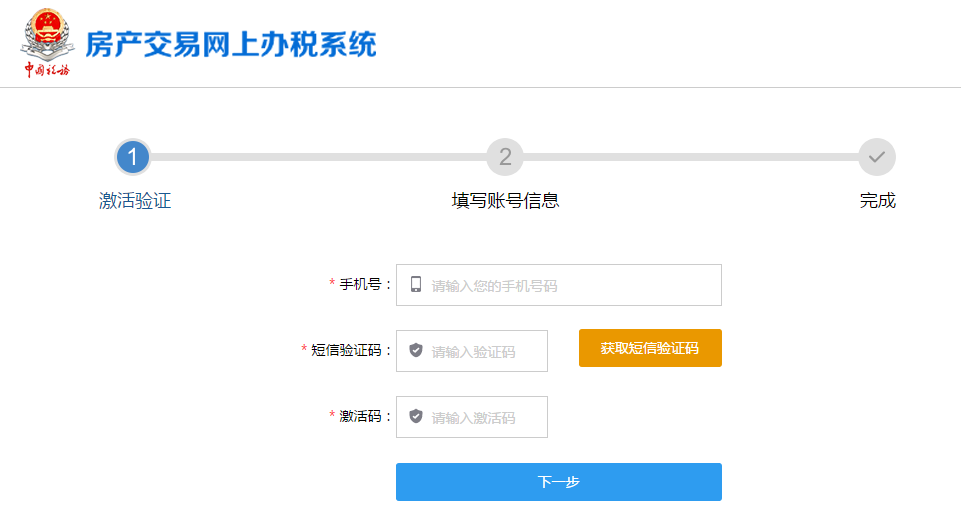 房产交易网上办税系统
中国税务
1
2
激活验证
填写账号信息
完成
* 手机号：
请输入您的手机号码
* 短信验证码：
请输入验证码
获取短信验证码
* 激活码：
请输入激活码
下一步